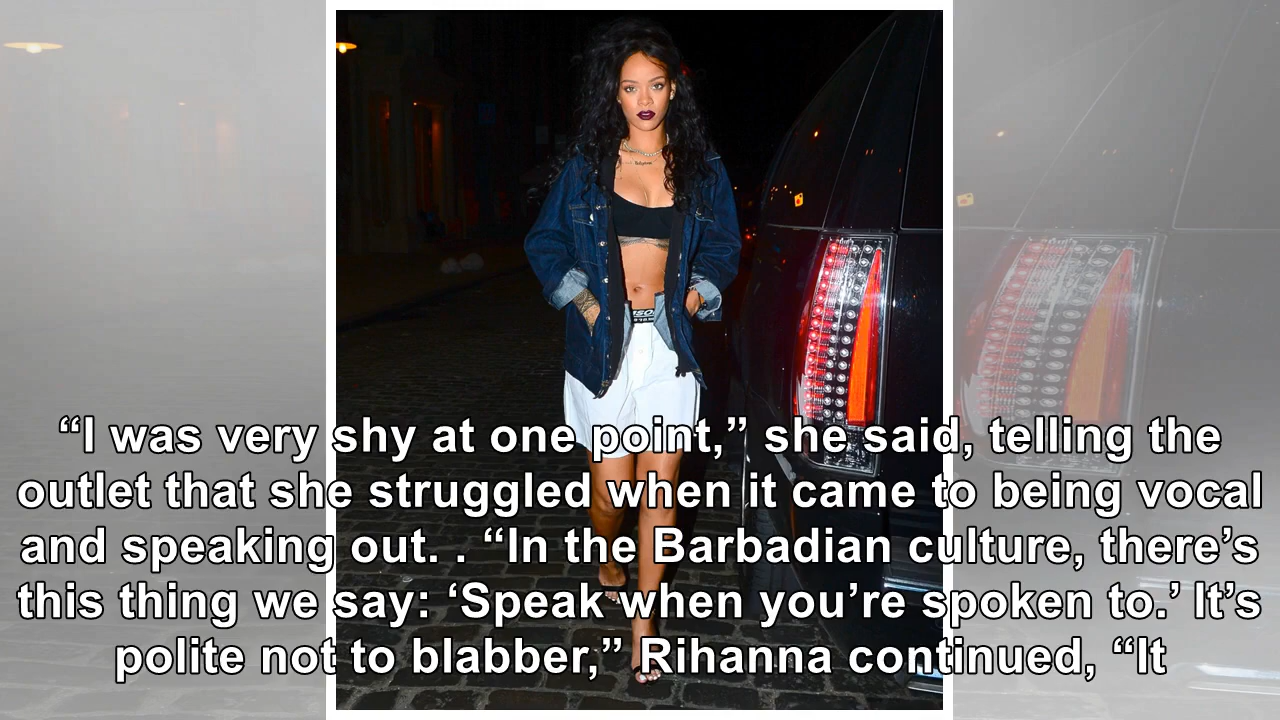 “I was very shy at one point,” she said, telling the
outlet that she struggled when it came to being vocal
and speaking out. . “In the Barbadian culture, there’s
this thing we say: ‘Speak when you’re spoken to.’ It’s
polite not to blabber,” Rihanna continued, “It